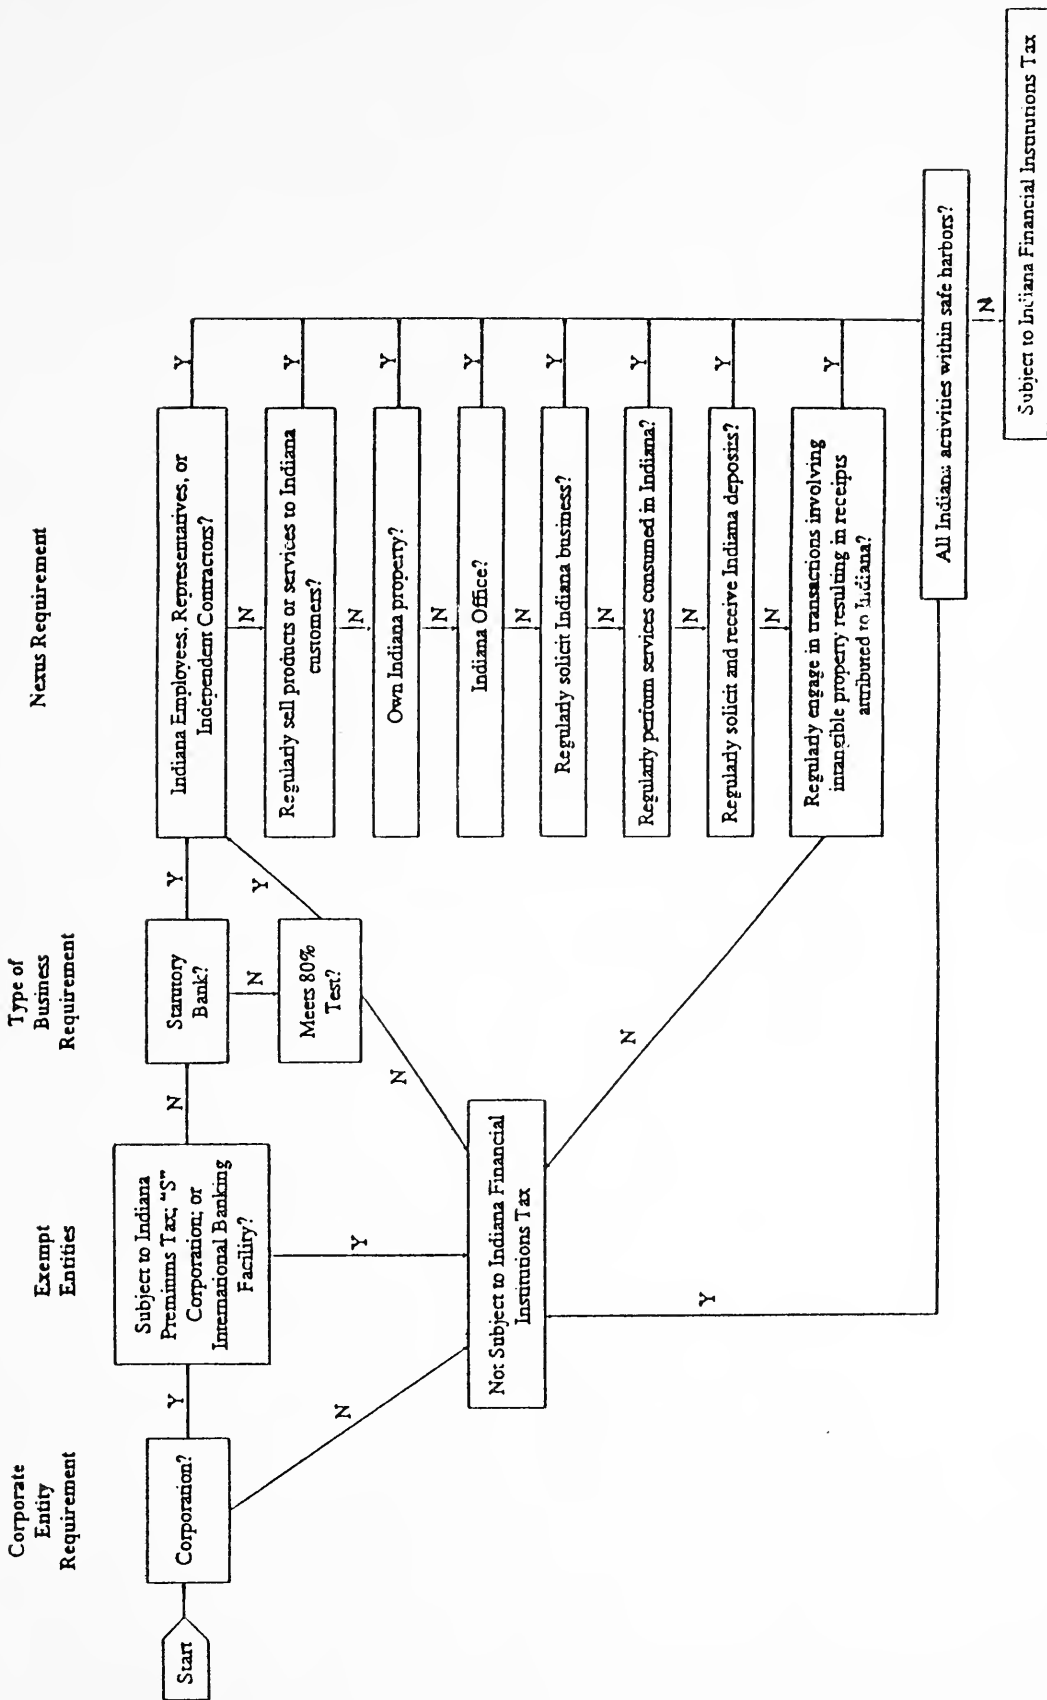 Corporate
Entity
Requirement
Exempt
Entities
Type of
Business
Requirement
Nexus Requirement
Start
Corporation?
Y
N
Subject to Indiana
Premiums Tax; "S"
Corporation; or
International Banking
Facility?
N
Y
Statutory
Bank?
Y
N
Meets 80%
Test?
Y
N
Not Subject to Indiana Financial
Institutions Tax
Indiana Employees, Representatives, or
Independent Contractors?
Y
N
Regularly sell products or services to Indiana
customers?
Y
N
Own Indiana property?
Y
N
Indiana Office?
Y
N
Regularly solicit Indiana business?
Y
N
Regularly perform services consumed in Indiana?
Y
N
Regularly solicit and receive Indiana deposits?
Y
N
Regularly engage in transactions involving
intangible property resulting in receipts
attributed to Indiana?
Y
N
All Indiana activities within safe harbors?
Y
N
Subject to Indiana Financial Institutions Tax